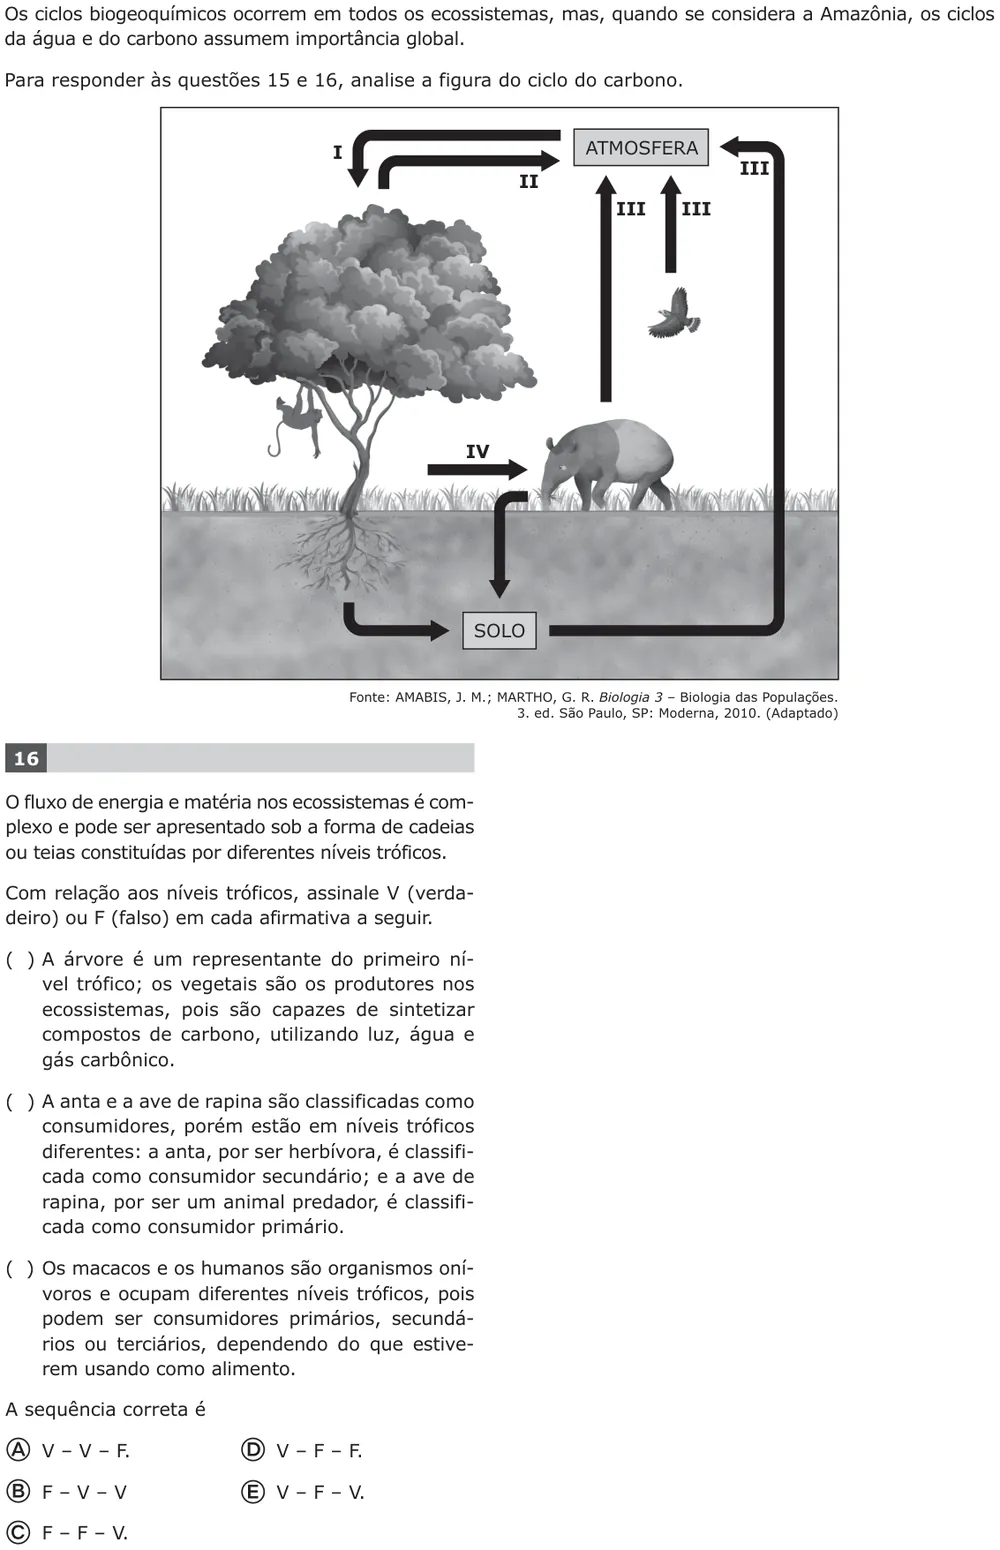 Os ciclos biogeoquímicos ocorrem em todos os ecossistemas, mas, quando se considera a Amazônia, os ciclos
da água e do carbono assumem importância global.
Para responder às questões 15 e 16, analise a figura do ciclo do carbono.
ATMOSFERA
I
II
III
III
III
IV
SOLO
Fonte: AMABIS, J. M.; MARTHO, G. R. Biologia 3 – Biologia das Populações.
3. ed. São Paulo, SP: Moderna, 2010. (Adaptado)
16
O fluxo de energia e matéria nos ecossistemas é com-
plexo e pode ser apresentado sob a forma de cadeias
ou teias constituídas por diferentes níveis tróficos.
Com relação aos níveis tróficos, assinale V (verda-
deiro) ou F (falso) em cada afirmativa a seguir.
( ) A árvore é um representante do primeiro ní-
vel trófico; os vegetais são os produtores nos
ecossistemas, pois são capazes de sintetizar
compostos de carbono, utilizando luz, água e
gás carbônico.
( ) A anta e a ave de rapina são classificadas como
consumidores, porém estão em níveis tróficos
diferentes: a anta, por ser herbívora, é classifi-
cada como consumidor secundário; e a ave de
rapina, por ser um animal predador, é classifi-
cada como consumidor primário.
( ) Os macacos e os humanos são organismos oní-
voros e ocupam diferentes níveis tróficos, pois
podem ser consumidores primários, secundá-
rios ou terciários, dependendo do que estive-
rem usando como alimento.
A sequência correta é
A V – V – F.
B F – V – V
C F – F – V.
D V – F – F.
E V – F – V.